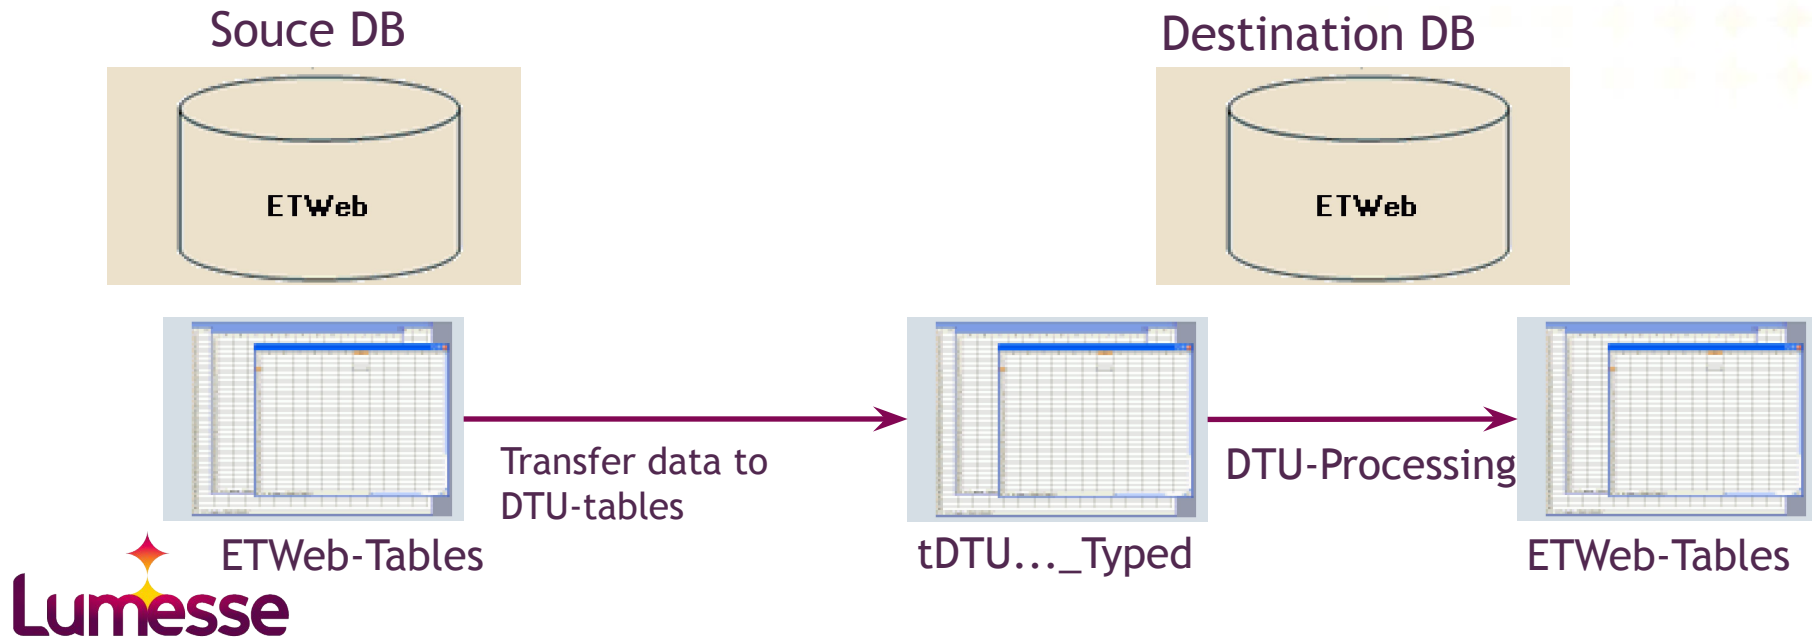 Souce DB
Destination DB
ETWeb
ETWeb
Transfer data to
DTU-tables
DTU-Processing
ETWeb-Tables
tDTU..._Typed
ETWeb-Tables
Lumesse